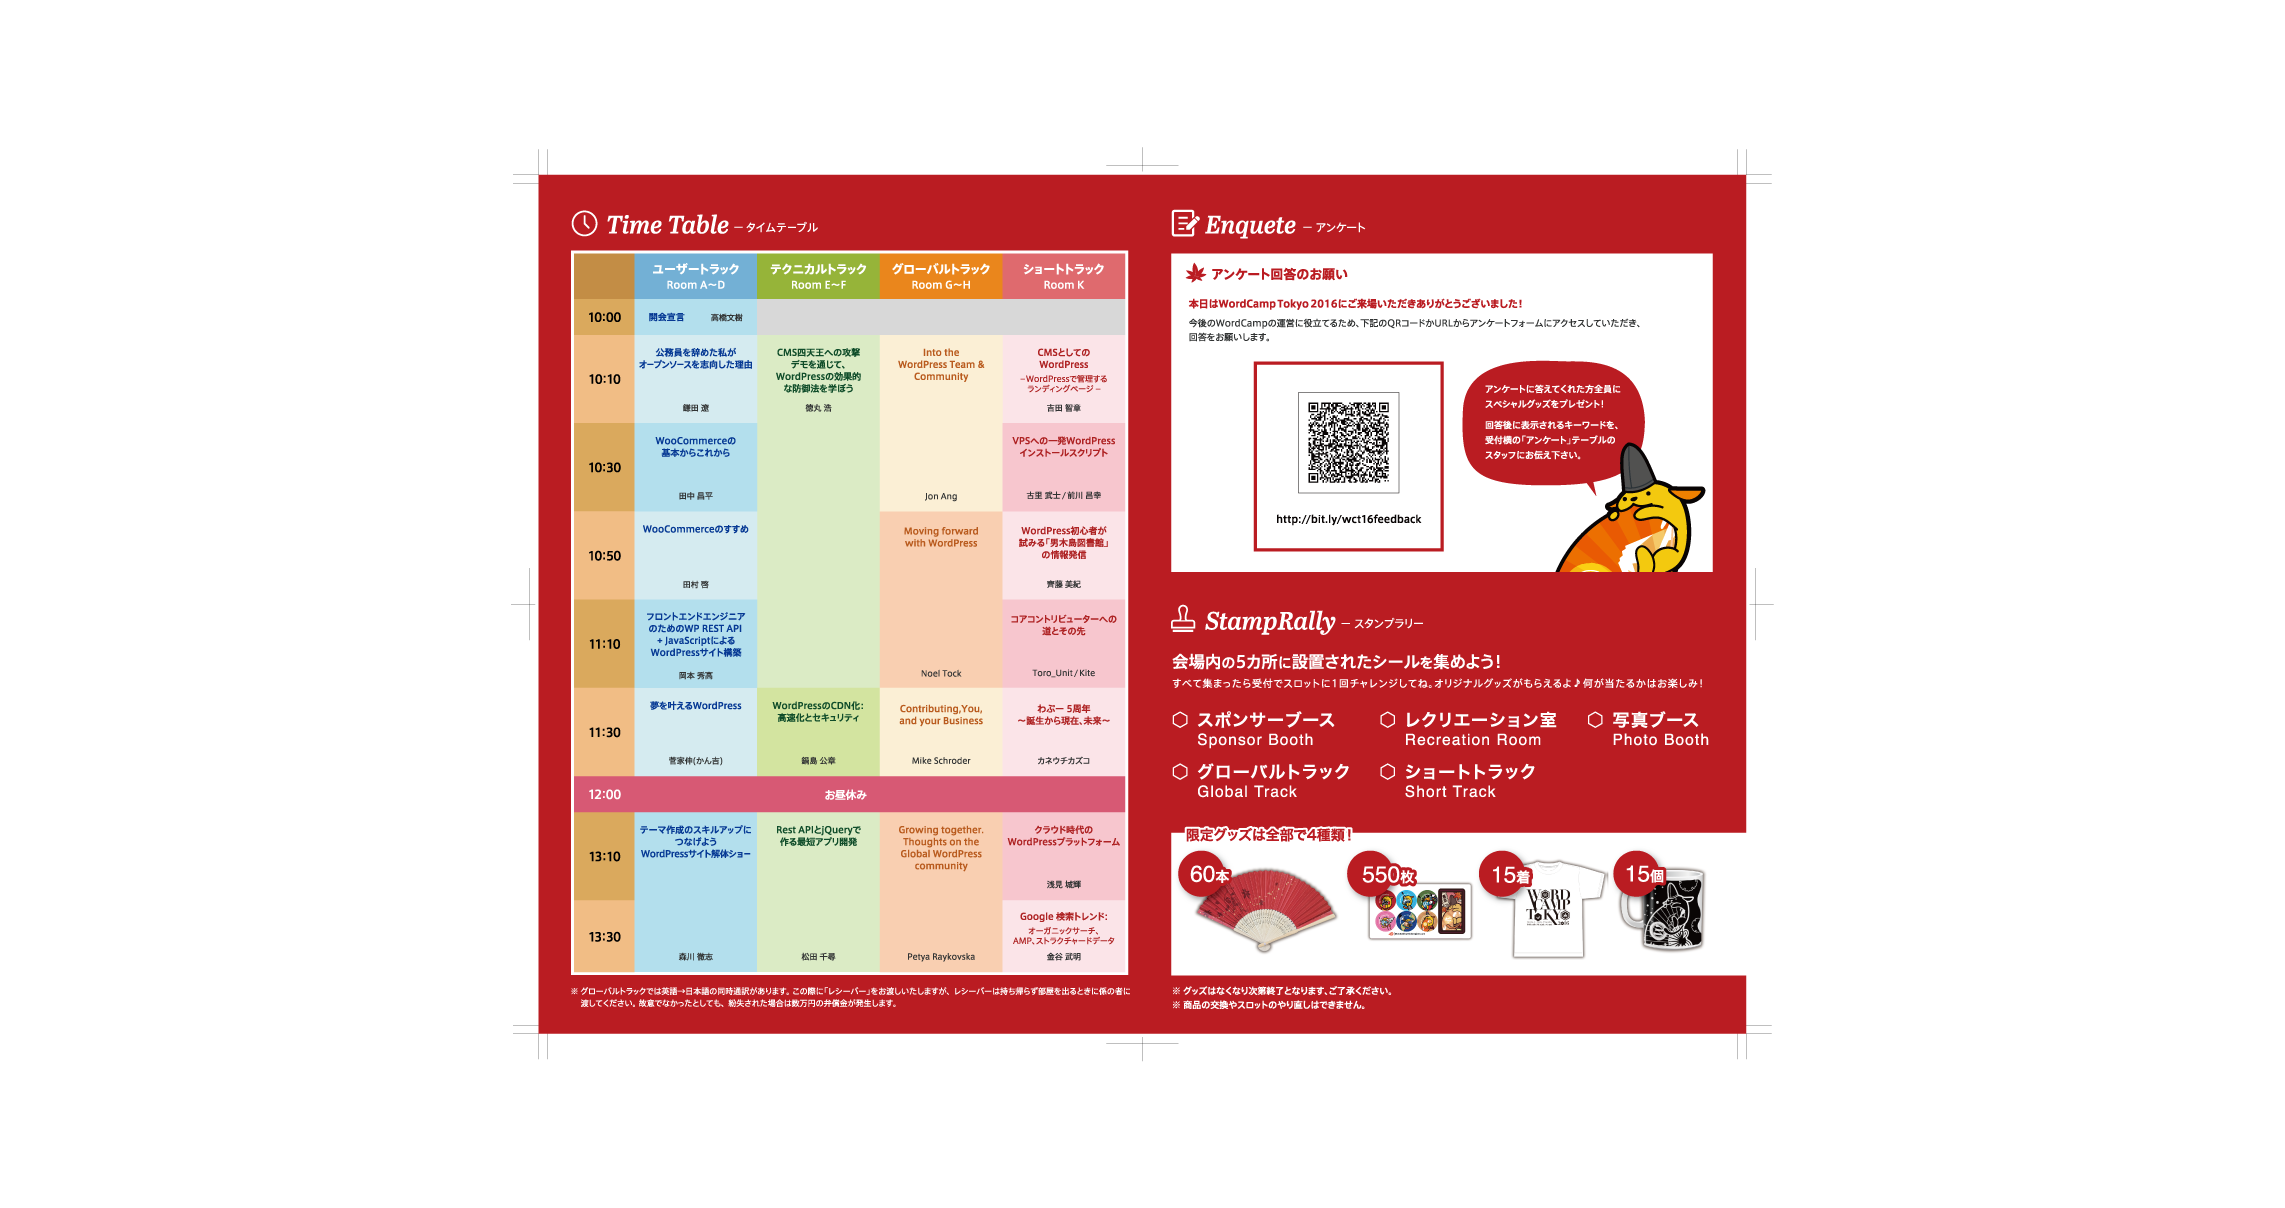 Time Table – タイムテーブル
ユーザートラック
Room A〜D
テクニカルトラック
Room E〜F
グローバルトラック
Room G〜H
ショートトラック
Room K
10:00
開会宣言 高橋文樹
10:10
公務員を辞めた私が
オープンソースを志向した理由
鎌田 遼
CMS四天王への攻撃
デモを通じて、
WordPressの効果的
な防御法を学ぼう
徳丸 浩
Into the
WordPress Team &
Community
Jon Ang
CMSとしての
WordPress
–WordPressで管理する
ランディングページ –
吉田 智章
10:30
WooCommerceの
基本からこれから
田中 昌平
VPSへの一発WordPress
インストールスクリプト
古里 武士 / 前川 昌幸
10:50
WooCommerceのすすめ
田村 啓
Moving forward
with WordPress
Noel Tock
WordPress初心者が
試みる「男木島図書館」
の情報発信
齊藤 美紀
11:10
フロントエンドエンジニア
のためのWP REST API
+ JavaScriptによる
WordPressサイト構築
岡本 秀高
コアコントリビューターへの
道とその先
Toro_Unit / Kite
11:30
夢を叶えるWordPress
菅家伸(かん吉)
WordPressのCDN化:
高速化とセキュリティ
鍋島 公章
Contributing,You,
and your Business
Mike Schroder
わぷー 5周年
〜誕生から現在、未来〜
カネウチカズコ
12:00
お昼休み
13:10
テーマ作成のスキルアップに
つなげよう
WordPressサイト解体ショー
森川 徹志
Rest APIとjQueryで
作る最短アプリ開発
松田 千尋
Growing together.
Thoughts on the
Global WordPress
community
Petya Raykovska
クラウド時代の
WordPressプラットフォーム
浅見 城輝
13:30
Google 検索トレンド:
オーガニックサーチ、
AMP、ストラクチャードデータ
金谷 武明
※ グローバルトラックでは英語→日本語の同時通訳があります。この際に「レシーバー」をお渡しいたしますが、レシーバーは持ち帰らず部屋を出るときに係の者に
渡してください。故意でなかったとしても、紛失された場合は数万円の弁償金が発生します。
Enquete – アンケート
アンケート回答のお願い
本日はWordCamp Tokyo 2016にご来場いただきありがとうございました!
今後のWordCampの運営に役立てるため、下記のQRコードかURLからアンケートフォームにアクセスしていただき、
回答をお願いします。
http://bit.ly/wct16feedback
アンケートに答えてくれた方全員に
スペシャルグッズをプレゼント!
回答後に表示されるキーワードを、
受付横の「アンケート」テーブルの
スタッフにお伝え下さい。
StampRally – スタンプラリー
会場内の5カ所に設置されたシールを集めよう!
すべて集まったら受付でスロットに1回チャレンジしてね。オリジナルグッズがもらえるよ♪何が当たるかはお楽しみ!
スポンサーブース
Sponsor Booth
レクリエーション室
Recreation Room
写真ブース
Photo Booth
グローバルトラック
Global Track
ショートトラック
Short Track
限定グッズは全部で4種類!
60本
550枚
15着
15個
WORD
CAMP
TOKYO
※ グッズはなくなり次第終了となります、ご了承ください。
※ 商品の交換やスロットのやり直しはできません。